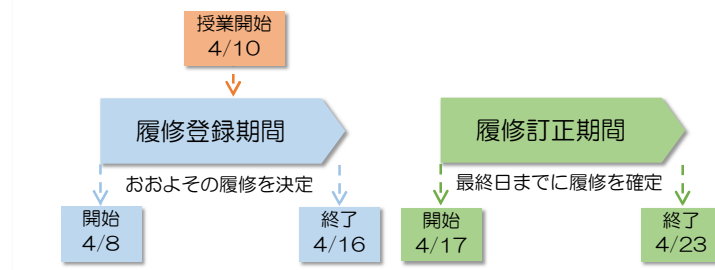 授業開始
4/10
履修登録期間
履修訂正期間
おおよその履修を決定
最終日までに履修を確定
開始
4/8
終了
4/16
開始
4/17
終了
4/23